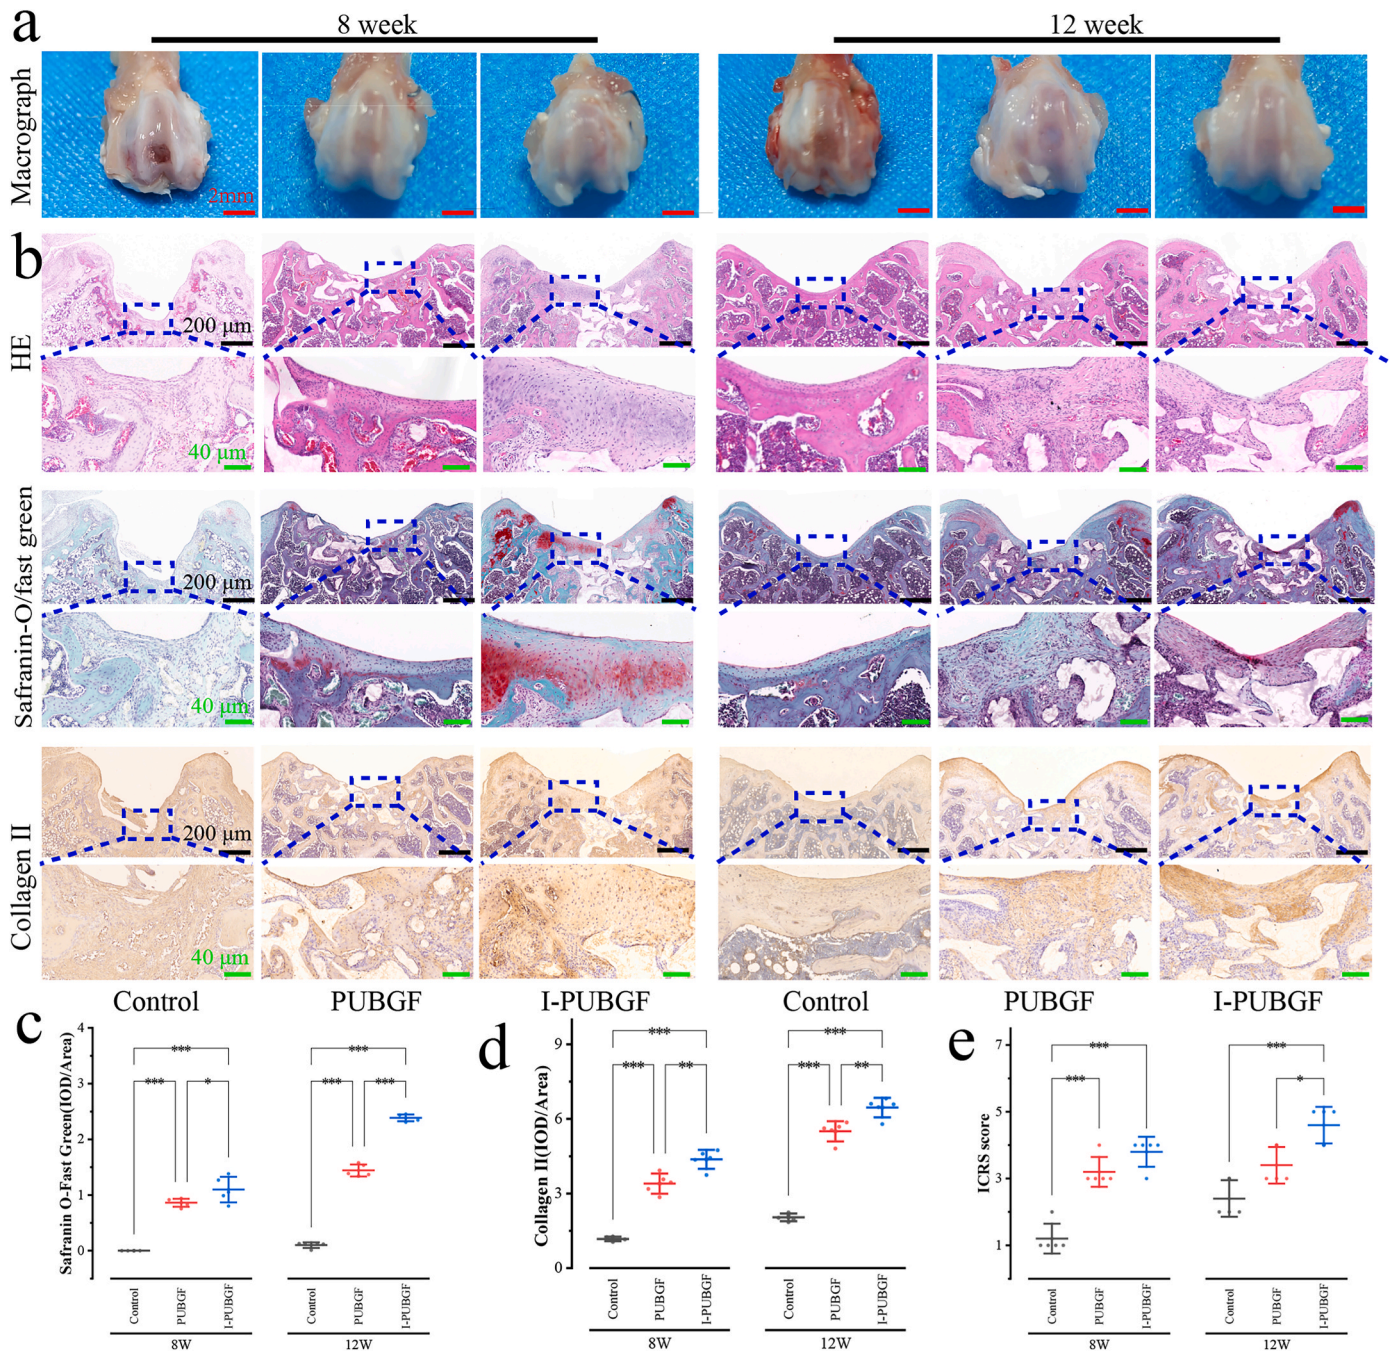 a
8 week
12 week
Macrograph
2mm
b
HE
200 μm
40 μm
Safranin-O/fast green
200 μm
40 μm
Collagen II
200 μm
40 μm
Control
PUBGF
I-PUBGF
Control
PUBGF
I-PUBGF
c
Safranin O-Fast Green(IOD/Area)
4
3
2
1
0
***
***
*
***
***
***
Control
PUBGF
I-PUBGF
Control
PUBGF
I-PUBGF
8W
12W
d
Collagen II(IOD/Area)
9
6
3
0
***
***
**
***
***
**
Control
PUBGF
I-PUBGF
Control
PUBGF
I-PUBGF
8W
12W
e
ICRS score
7
5
3
1
***
***
***
*
Control
PUBGF
I-PUBGF
Control
PUBGF
I-PUBGF
8W
12W